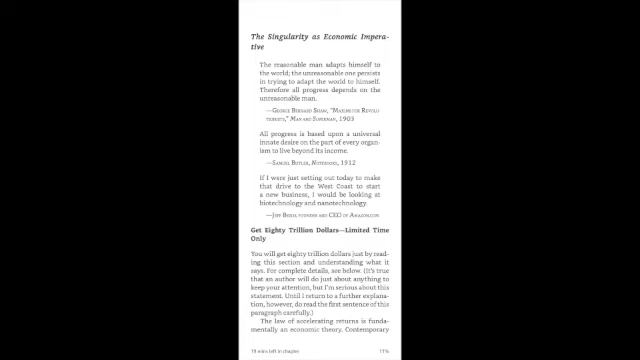 The Singularity as Economic Impera-
tive
The reasonable man adapts himself to
the world; the unreasonable one persists
in trying to adapt the world to himself.
Therefore all progress depends on the
unreasonable man.
—George Bernard Shaw, “Maxims for Revolu-
tionists,” Man and Superman, 1903
All progress is based upon a universal
innate desire on the part of every organ-
ism to live beyond its income.
—Samuel Butler, Notebooks, 1912
If I were just setting out today to make
that drive to the West Coast to start
a new business, I would be looking at
biotechnology and nanotechnology.
—Jeff Bezos, founder and CEO of Amazon.com
Get Eighty Trillion Dollars—Limited Time
Only
You will get eighty trillion dollars just by read-
ing this section and understanding what it
says. For complete details, see below. (It’s true
that an author will do just about anything to
keep your attention, but I’m serious about this
statement. Until I return to a further explana-
tion, however, do read the first sentence of this
paragraph carefully.)
The law of accelerating returns is funda-
mentally an economic theory. Contemporary
19 mins left in chapter 11%